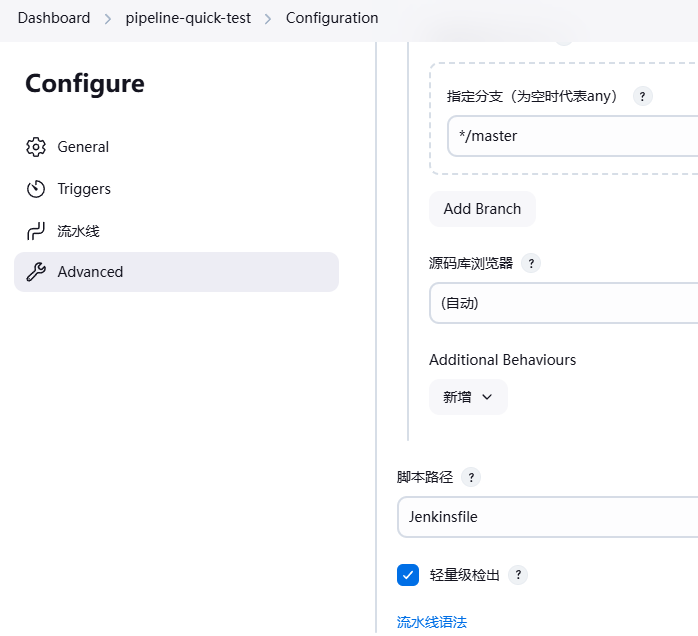 Dashboard > pipeline-quick-test > Configuration
Configure
General
Triggers
流水线
Advanced
指定分支（为空时代表any） ?
*/master
Add Branch
源码库浏览器 ?
(自动)
Additional Behaviours
新增
脚本路径 ?
Jenkinsfile
轻量级检出 ?
流水线语法